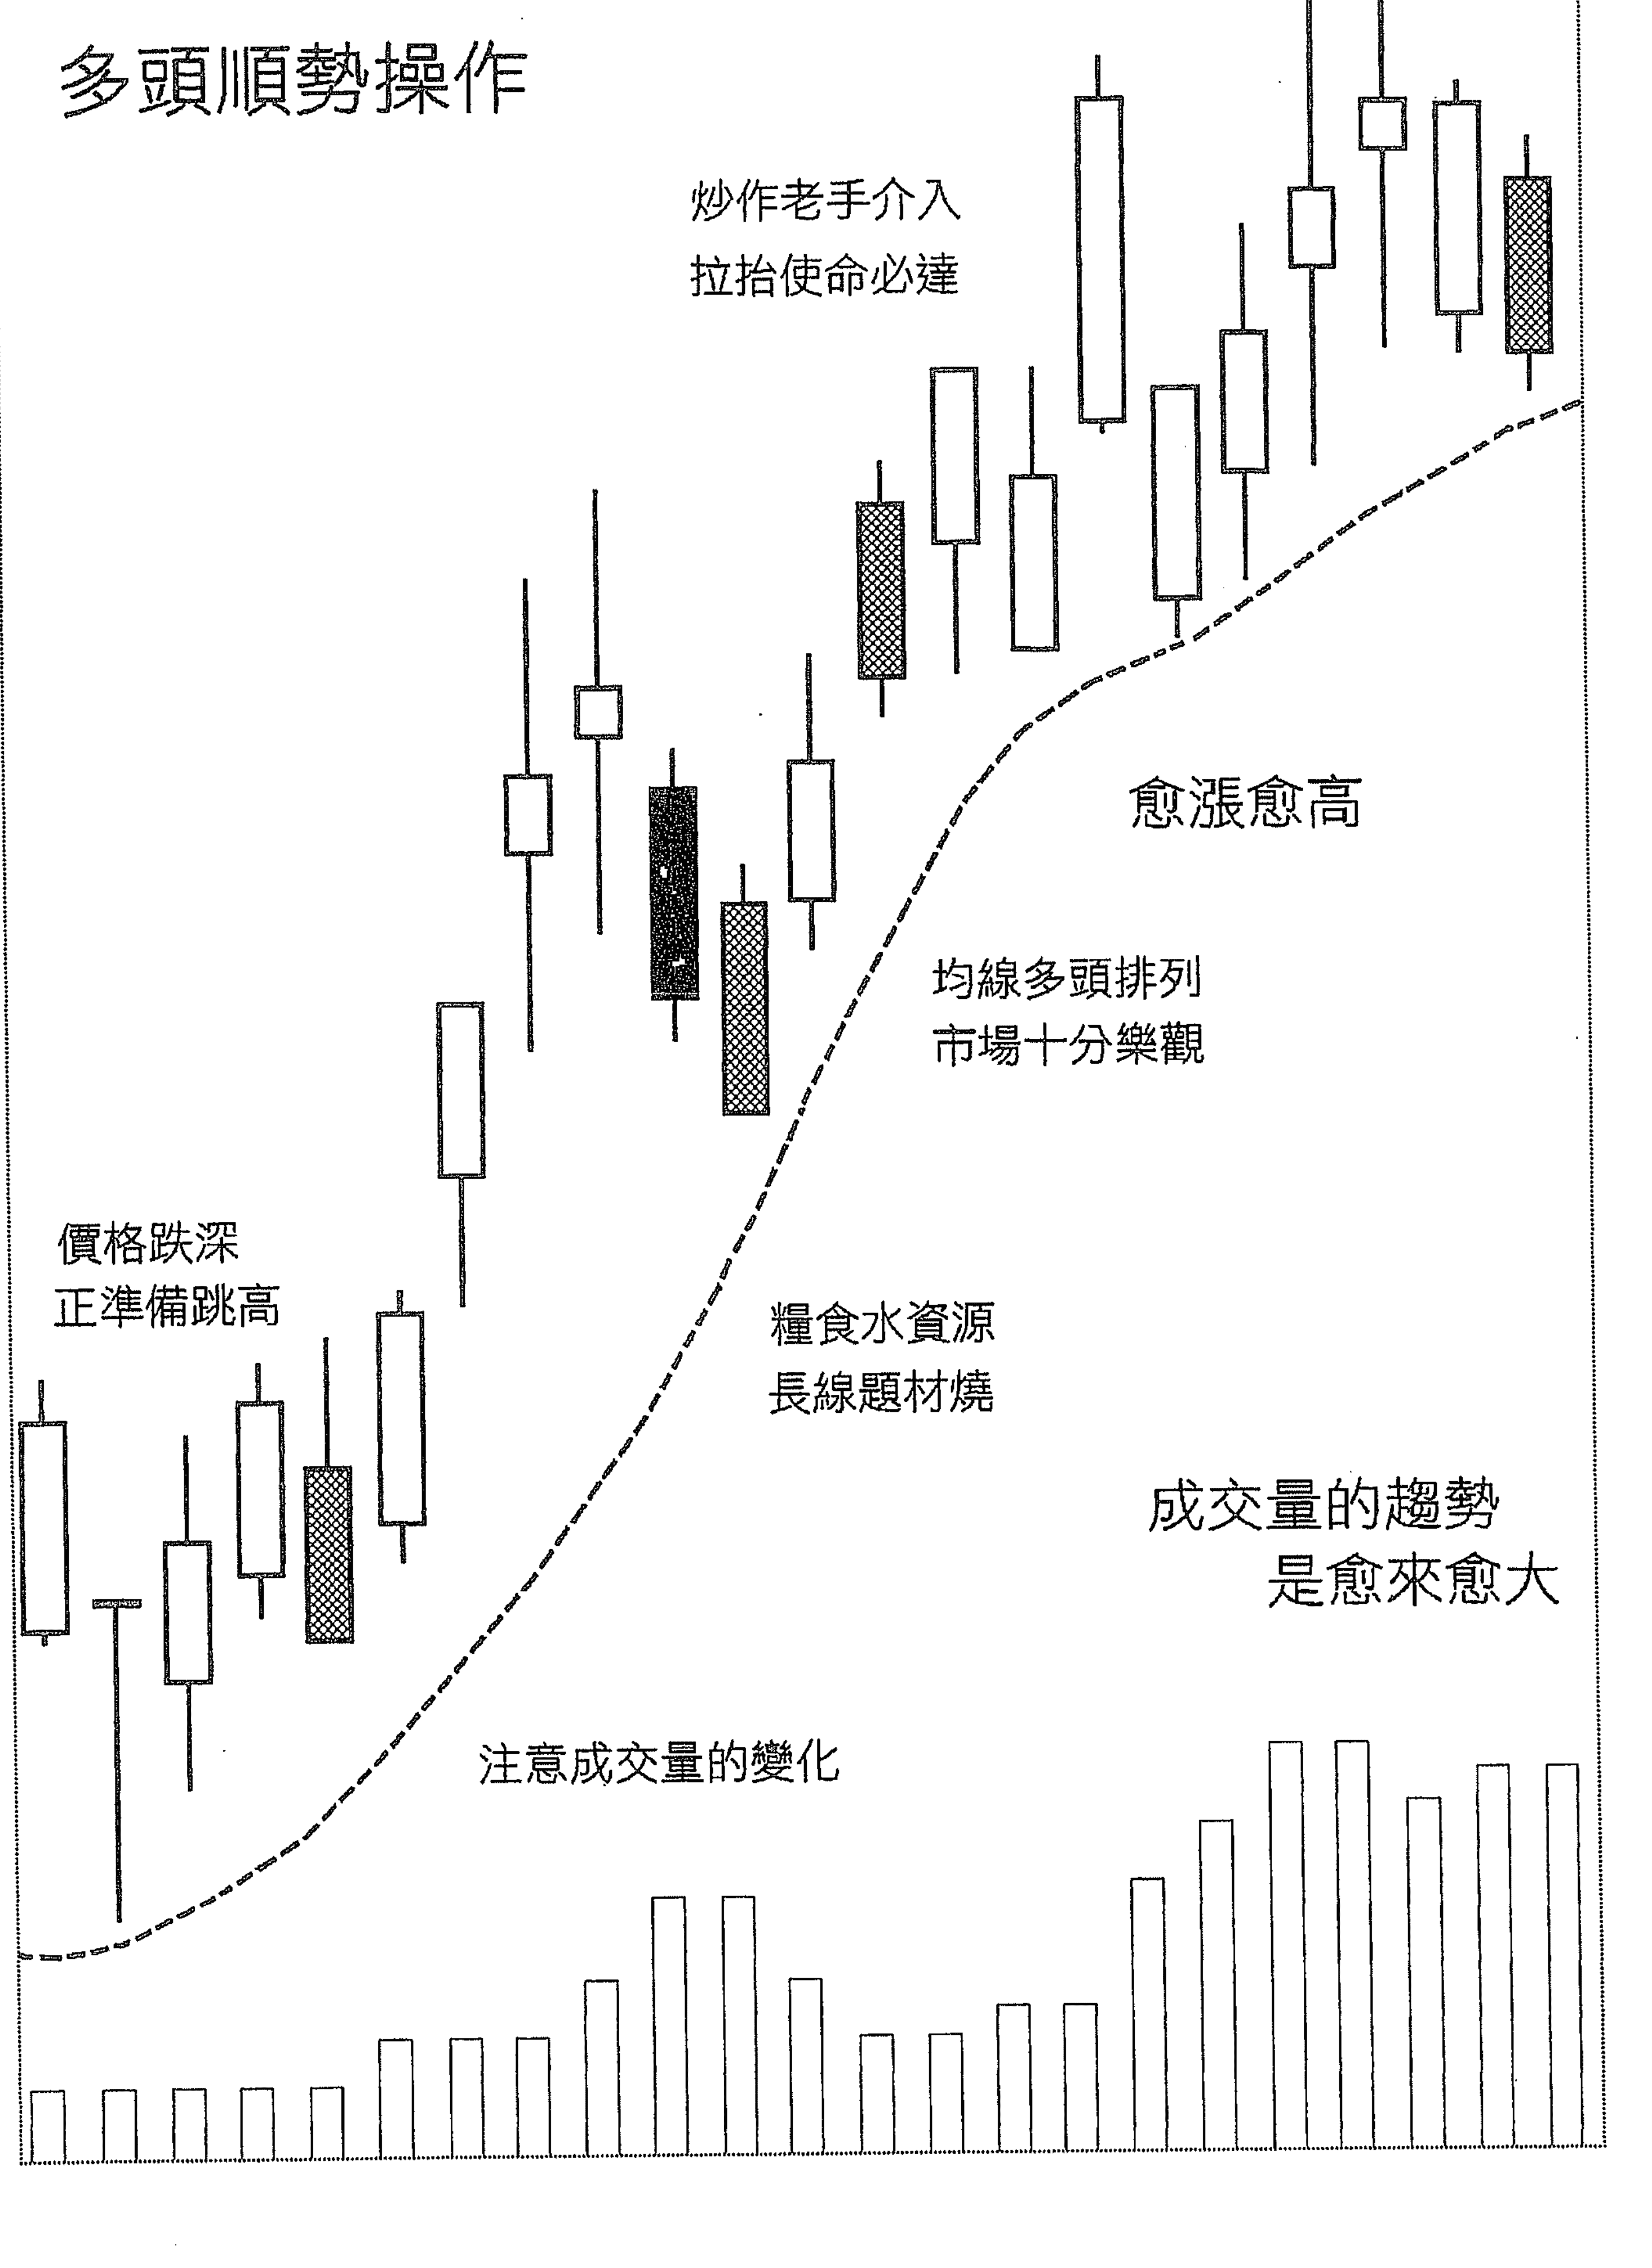 多頭順勢操作
炒作老手介入
拉抬使命必達
愈漲愈高
均線多頭排列
市場十分樂觀
價格跌深
正準備跳高
糧食水資源
長線題材燒
成交量的趨勢
是愈來愈大
注意成交量的變化